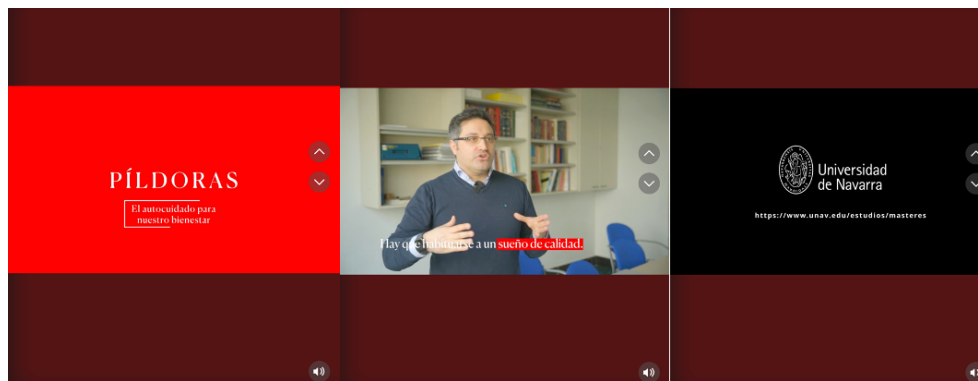 PÍLDORAS
El autocuidado para
nuestro bienestar
Hay que habituarse a un sueño de calidad.
Universidad
de Navarra
https://www.unav.edu/estudios/masteres